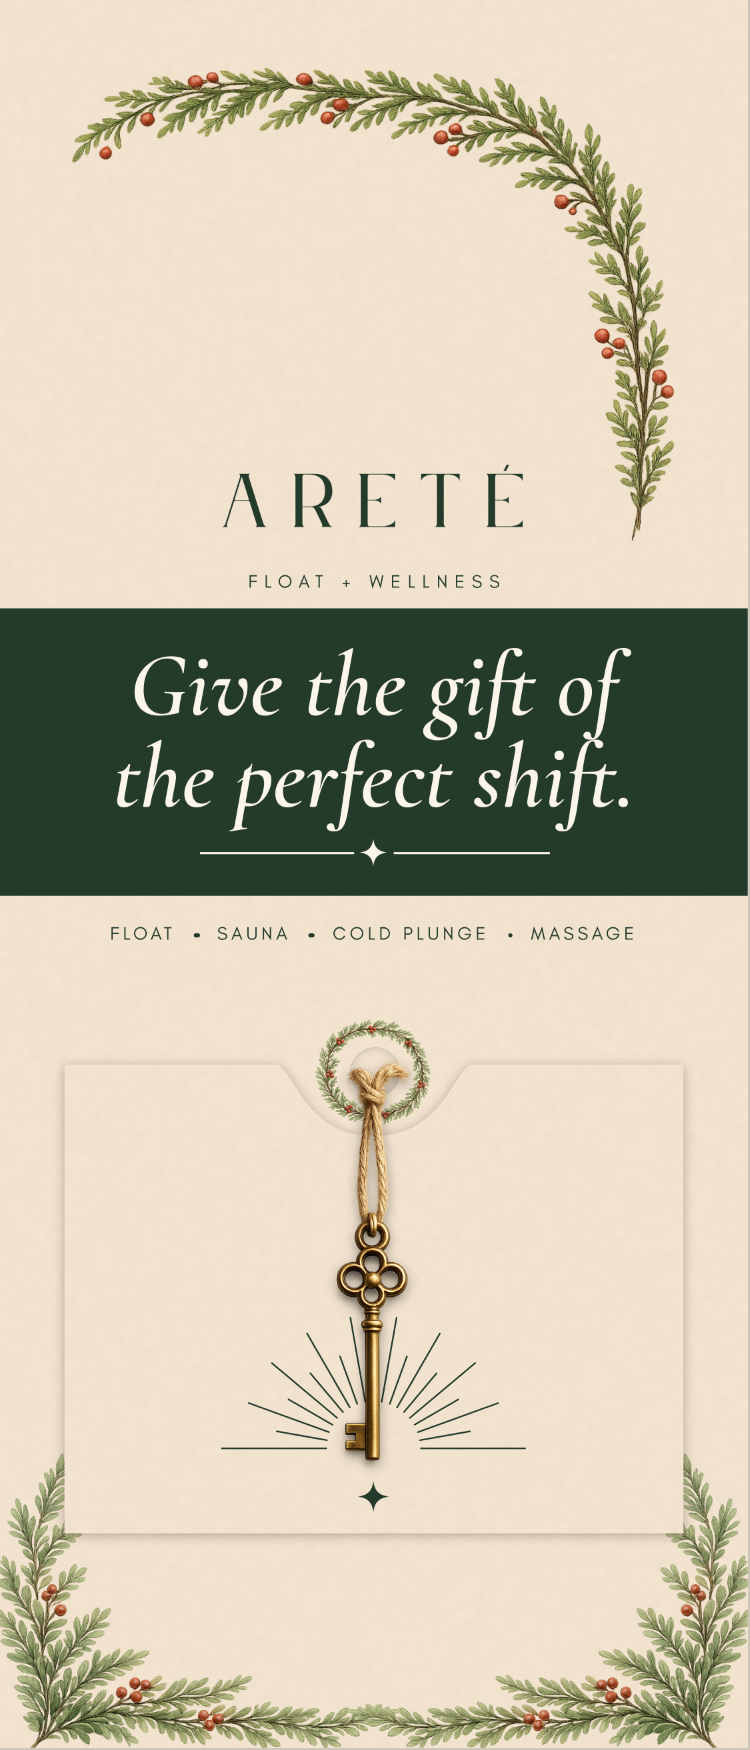 ARETÉ
FLOAT + WELLNESS
Give the gift of
the perfect shift.
FLOAT • SAUNA • COLD PLUNGE • MASSAGE